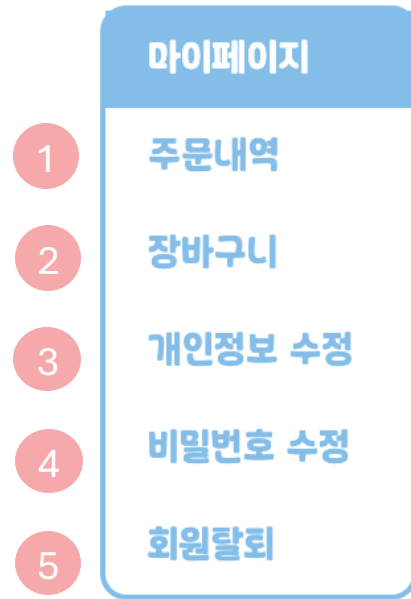 마이페이지
1 주문내역
2 장바구니
3 개인정보 수정
4 비밀번호 수정
5 회원탈퇴